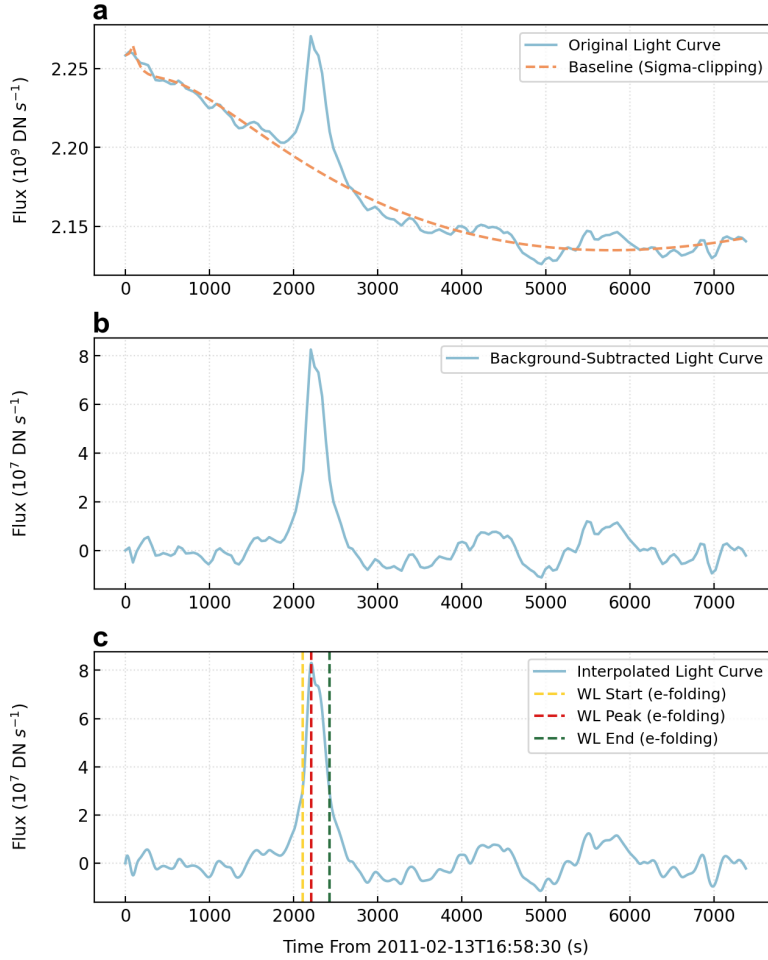 a
Original Light Curve
Baseline (Sigma-clipping)
Flux (10⁹ DN s⁻¹)
2.25
2.20
2.15
0 1000 2000 3000 4000 5000 6000 7000
b
Background-Subtracted Light Curve
Flux (10⁷ DN s⁻¹)
8
6
4
2
0
0 1000 2000 3000 4000 5000 6000 7000
c
Interpolated Light Curve
WL Start (e-folding)
WL Peak (e-folding)
WL End (e-folding)
Flux (10⁷ DN s⁻¹)
8
6
4
2
0
0 1000 2000 3000 4000 5000 6000 7000
Time From 2011-02-13T16:58:30 (s)